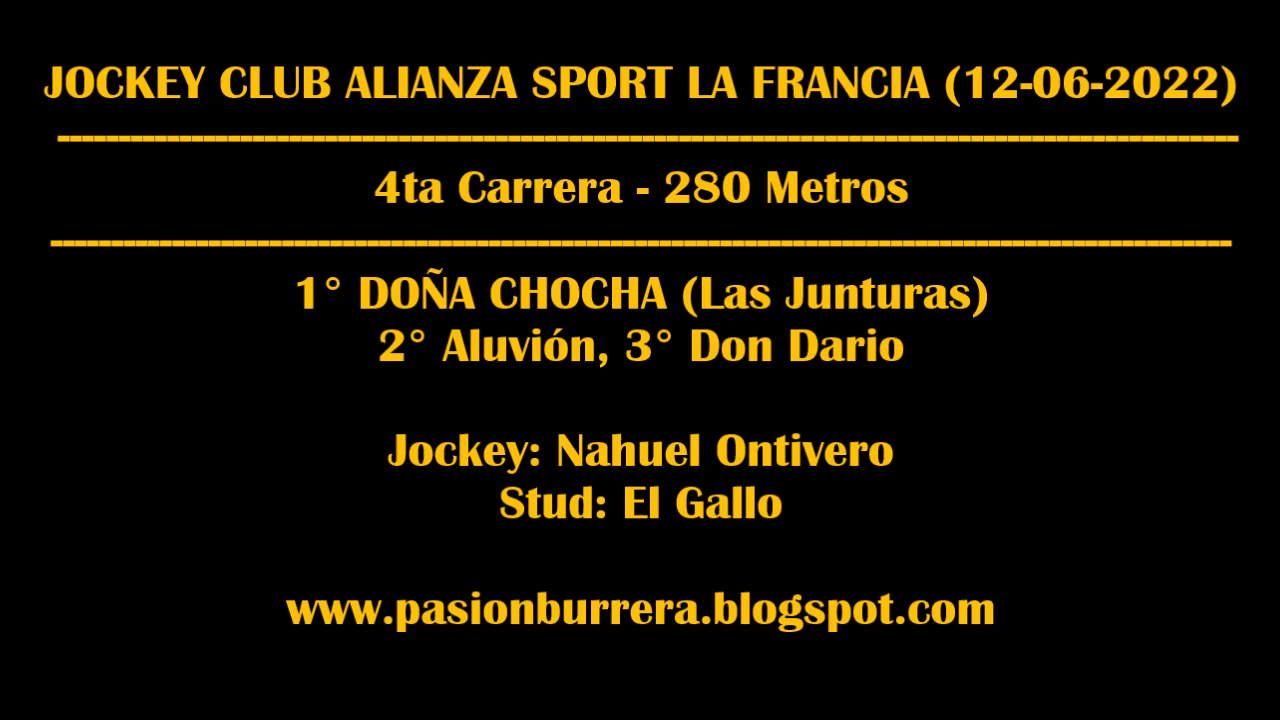 JOCKEY CLUB ALIANZA SPORT LA FRANCIA (12-06-2022)
4ta Carrera - 280 Metros
1° DOÑA CHOCHA (Las Junturas)
2° Aluvión, 3° Don Dario
Jockey: Nahuel Ontivero
Stud: El Gallo
www.pasionburrera.blogspot.com